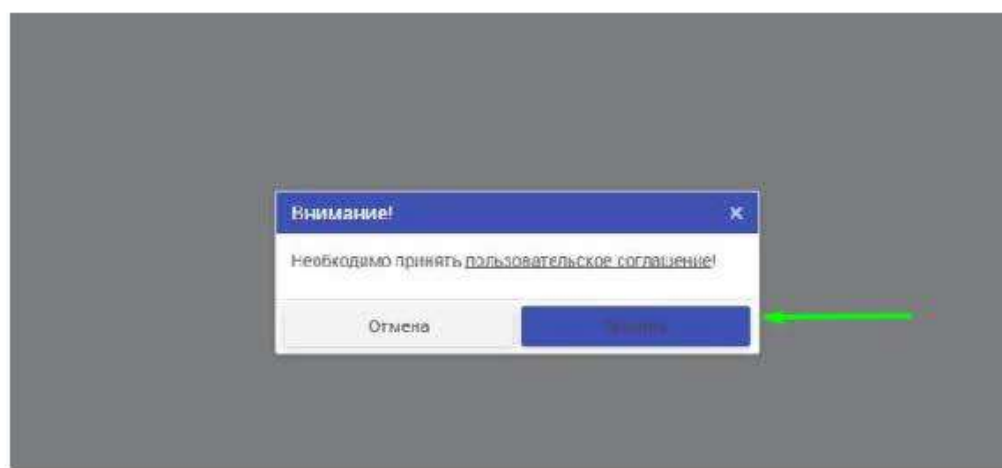 Внимание!
Необходимо принять пользовательское соглашение!
Отмена